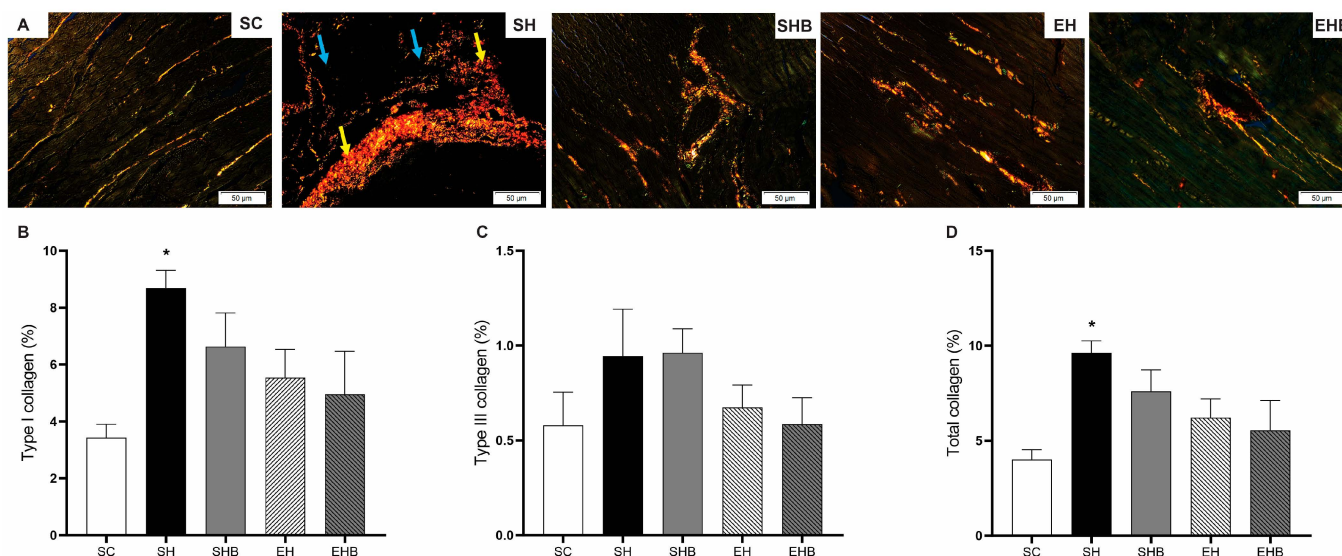 A
SC
SH
SHB
EH
EHB
50 µm
50 µm
50 µm
50 µm
50 µm
B
Type I collagen (%)
10
8
6
4
2
0
*
SC SH SHB EH EHB
C
Type III collagen (%)
1.5
1.0
0.5
0.0
SC SH SHB EH EHB
D
Total collagen (%)
15
10
5
0
*
SC SH SHB EH EHB